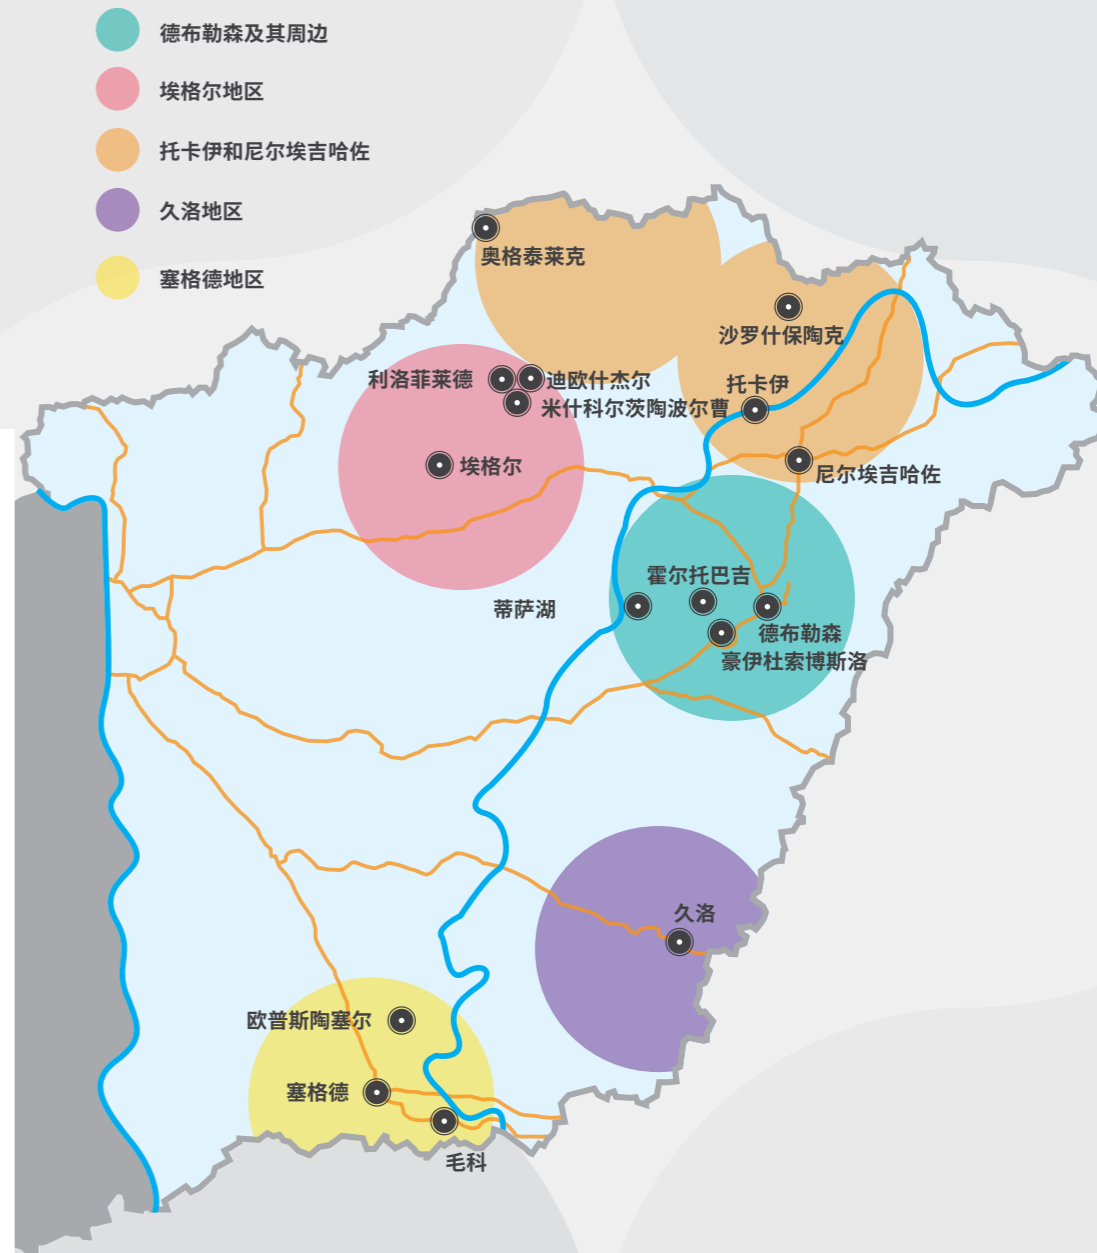 德布勒森及其周边
埃格尔地区
托卡伊和尼尔埃吉哈佐
久洛地区
塞格德地区
奥格泰莱克
沙罗什保陶克
利洛菲莱德
迪欧什杰尔
托卡伊
米什科尔茨陶波尔曹
埃格尔
尼尔埃吉哈佐
霍尔托巴吉
蒂萨湖
德布勒森
豪伊杜索博斯洛
久洛
欧普斯陶塞尔
塞格德
毛科